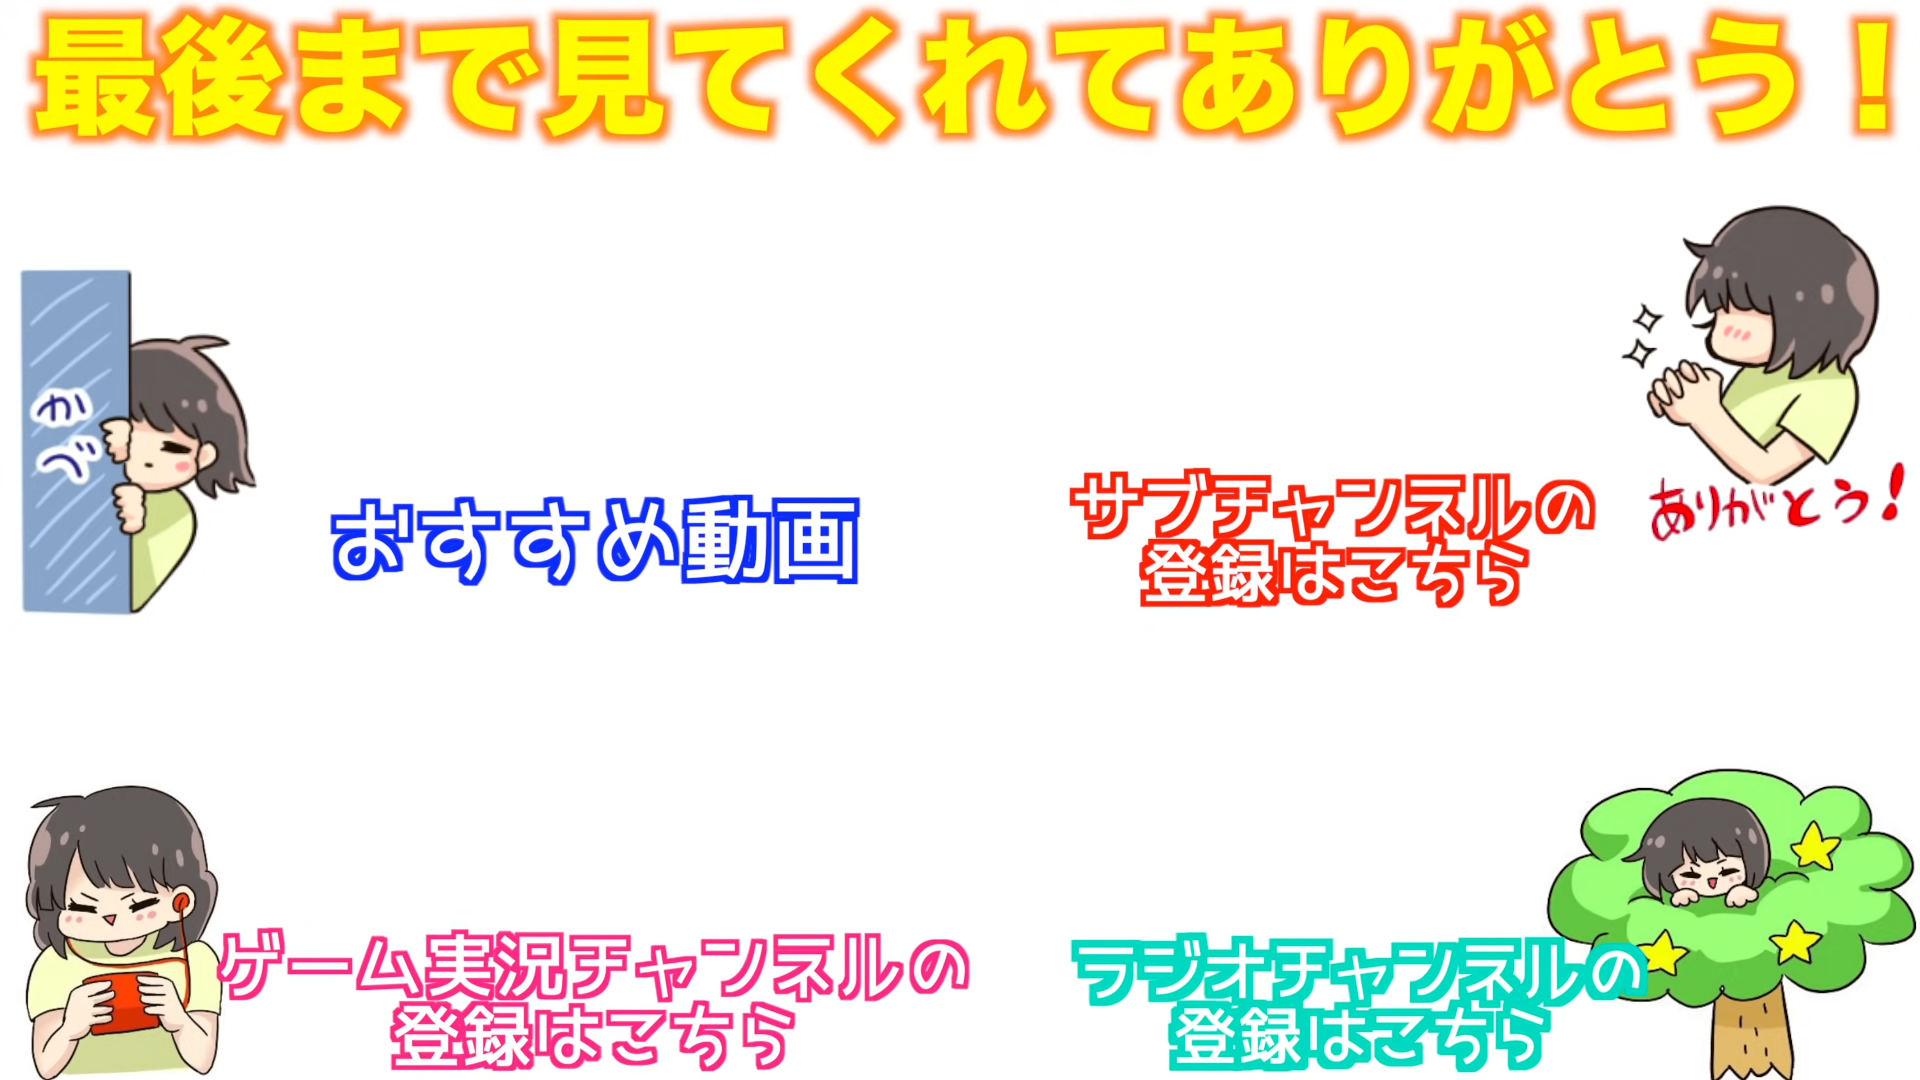 最後まで見てくれてありがとう！
かべ
ありがとう！
おすすめ動画
サブチャンネルの
登録はこちら
ゲーム実況チャンネルの
登録はこちら
ラジオチャンネルの
登録はこちら